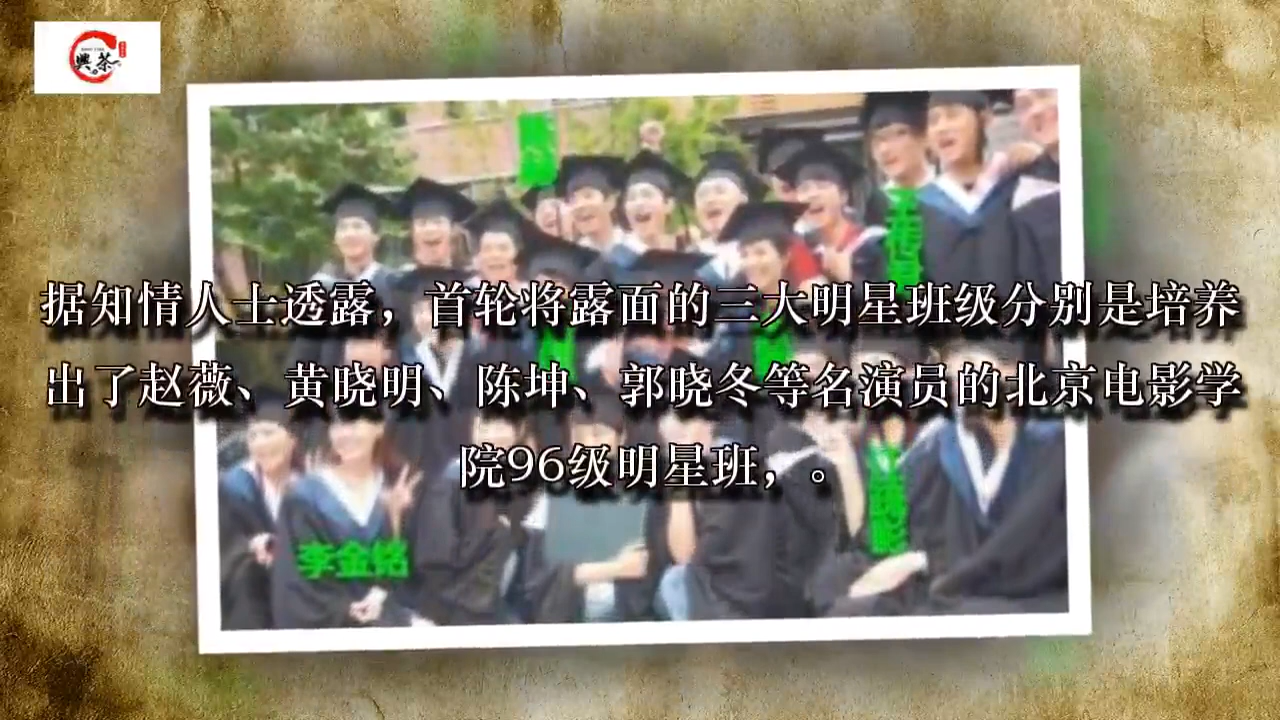 興茶
据知情人士透露，首轮将露面的三大明星班级分别是培养
出了赵薇、黄晓明、陈坤、郭晓冬等名演员的北京电影学
院96级明星班，。
李金铭